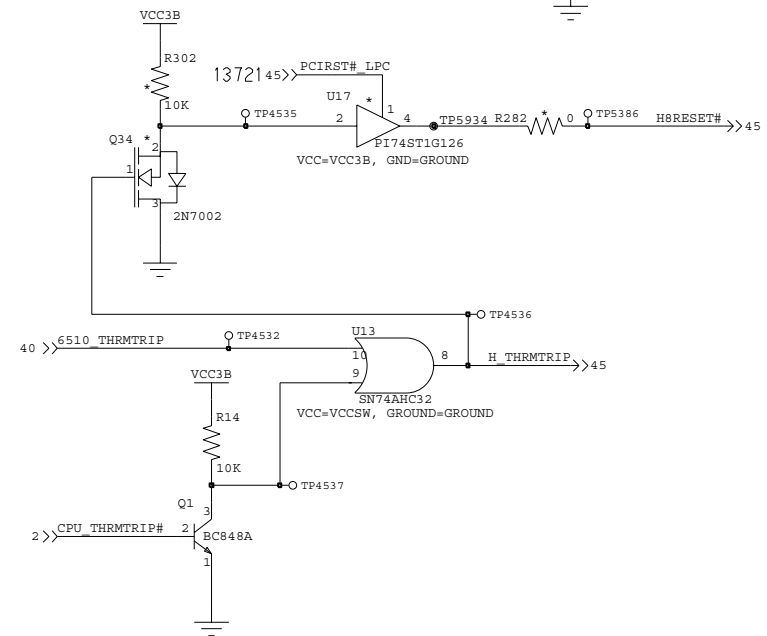 VCC3B
R302
*
10K
13721 45 PCIRST#_LPC
U17 *
1
TP4535
2
4
TP5934
R282
*
0
TP5386
H8RESET#
45
PI74ST1G126
VCC=VCC3B, GND=GROUND
Q34 *
2
1
3
2N7002
TP4536
40 6510_THRMTRIP
TP4532
U13
10
9
8
H_THRMTRIP
45
SN74AHC32
VCC=VCCSW, GROUND=GROUND
VCC3B
R14
10K
TP4537
Q1
3
2 CPU_THRMTRIP# 2
BC848A
1